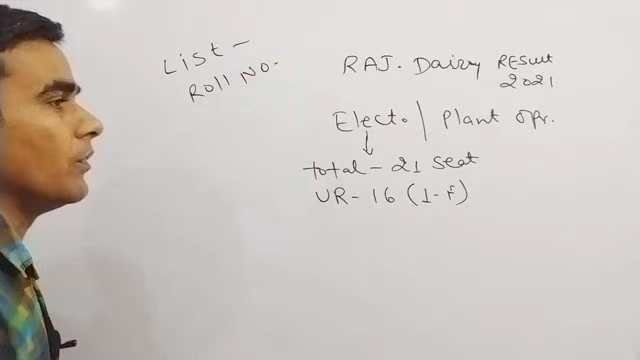 List -
Roll No.
RAJ. Dairy Result
2021
Electo. / Plant opr.
total - 21 seat
UR - 16 (1-f)